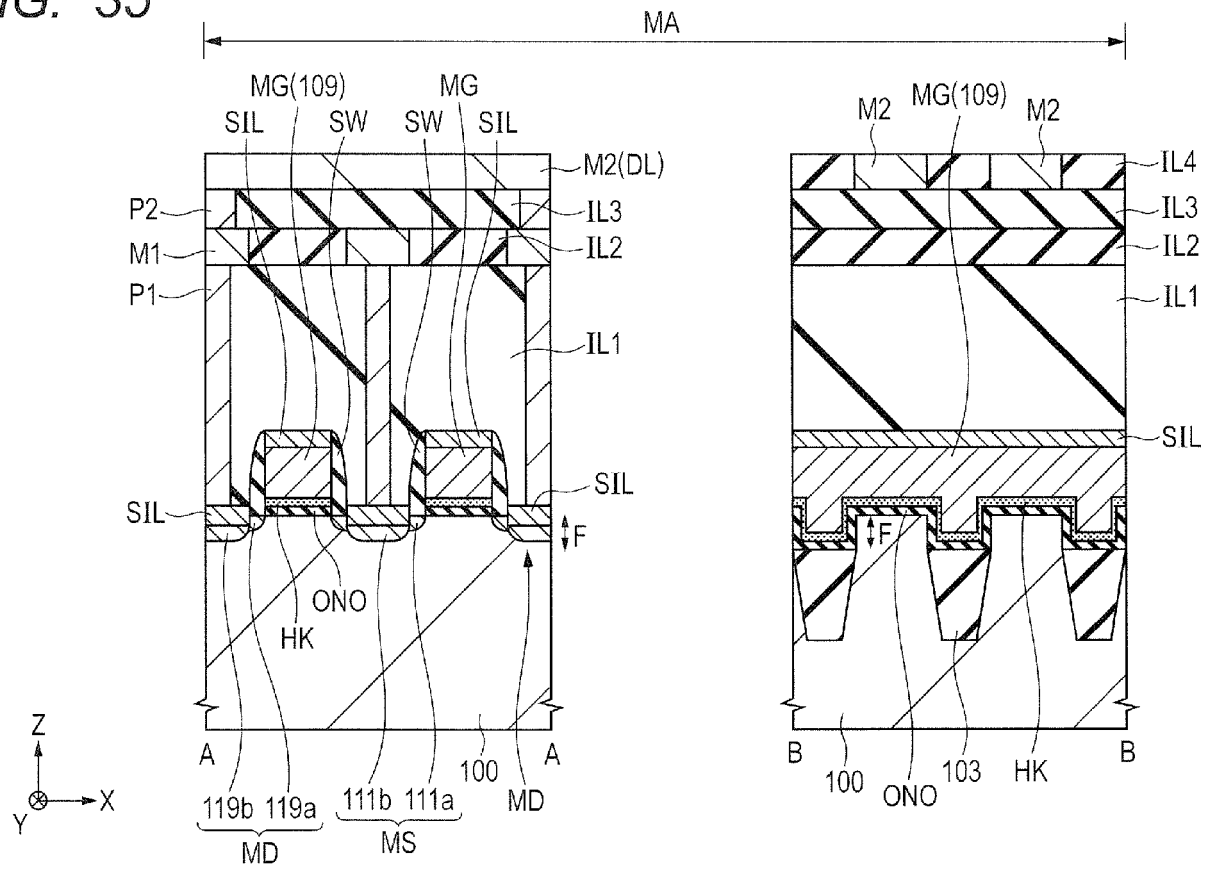 FIG. 35
MA
MG(109) MG
SIL SW SW SIL
M2(DL)
P2
IL3
M1
IL2
P1
IL1
SIL
SIL
F
ONO
HK
A A
100
119b 119a 111b 111a MD
MD MS
Z
X
Y
MG(109)
M2 M2
IL4
IL3
IL2
IL1
SIL
F
B B
100 103 HK
ONO